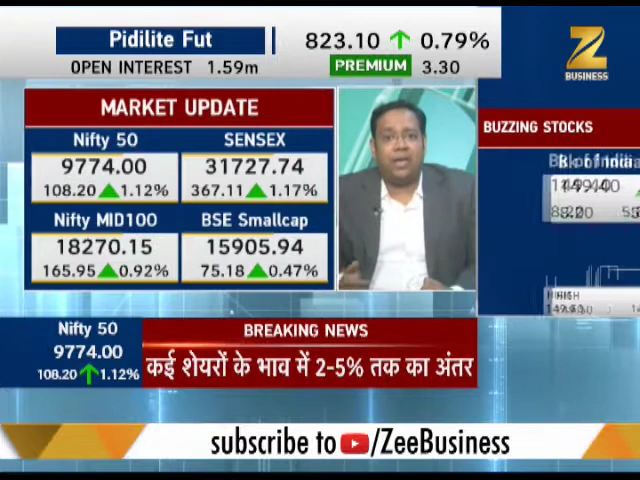 Pidilite Fut
OPEN INTEREST 1.59m
823.10 0.79%
PREMIUM 3.30
Z
BUSINESS
MARKET UPDATE
Nifty 50
9774.00
108.20 1.12%
SENSEX
31727.74
367.11 1.17%
Nifty MID100
18270.15
165.95 0.92%
BSE Smallcap
15905.94
75.18 0.47%
BUZZING STOCKS
Nifty 50
9774.00
108.20 1.12%
BREAKING NEWS
कई शेयरों के भाव में 2-5% तक का अंतर
subscribe to /ZeeBusiness